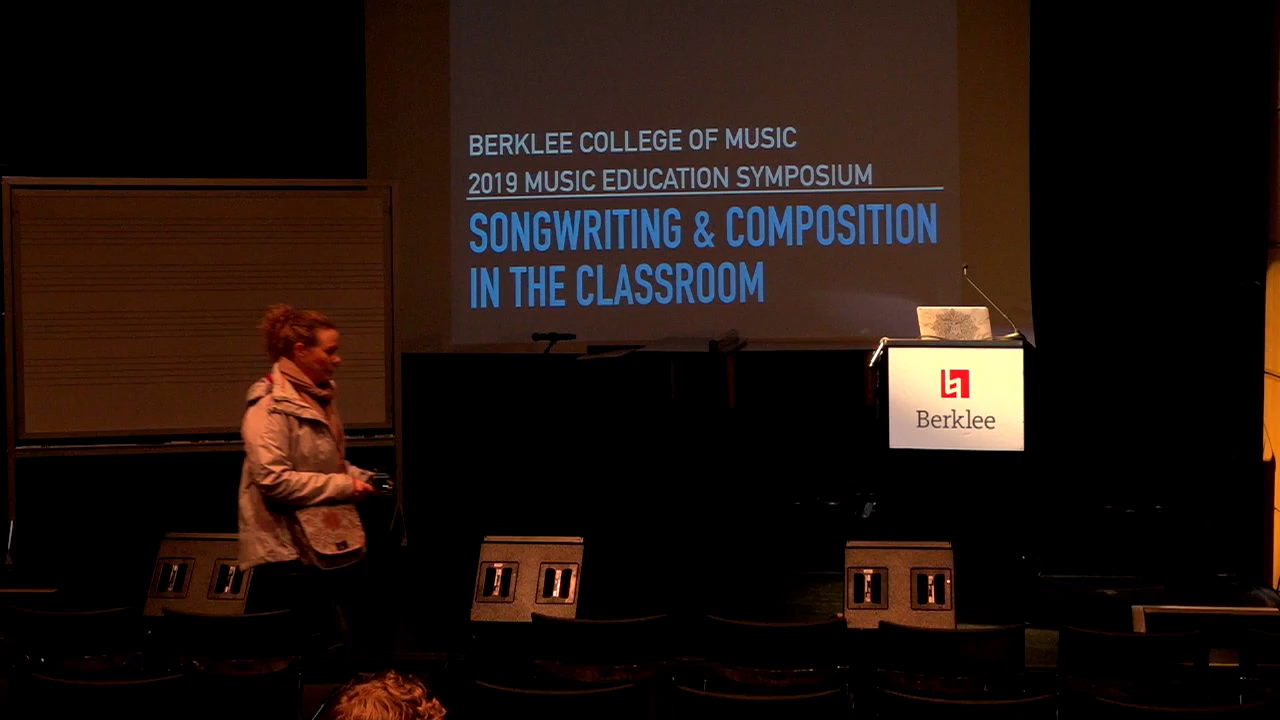 BERKLEE COLLEGE OF MUSIC
2019 MUSIC EDUCATION SYMPOSIUM
SONGWRITING & COMPOSITION
IN THE CLASSROOM
Berklee